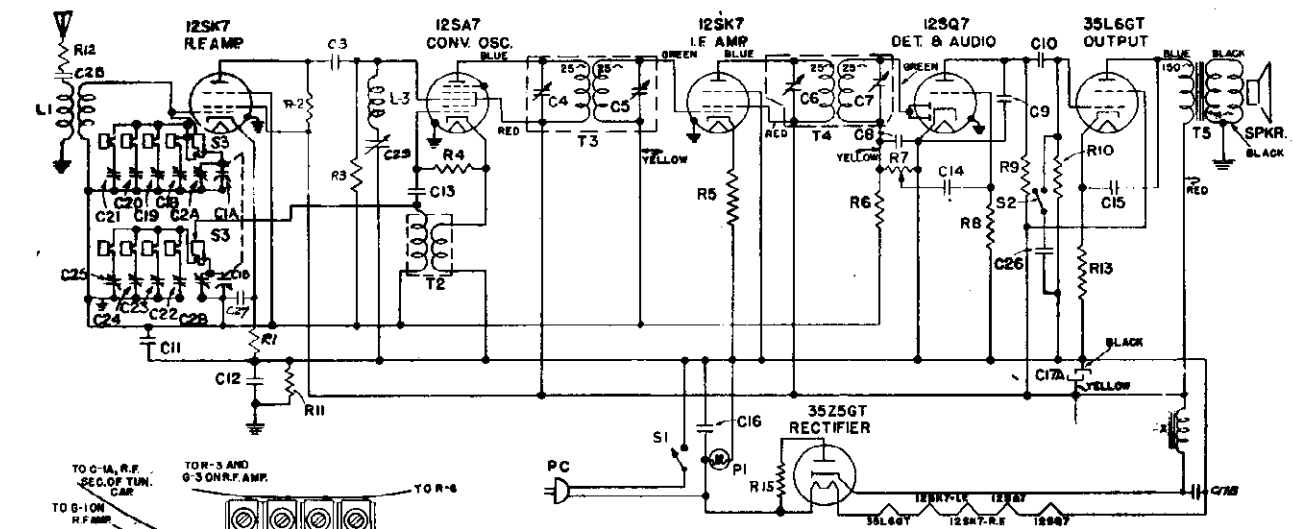 12SK7
R.F. AMP.
12SA7
CONV. OSC.
12SK7
I.F. AMP.
12SQ7
DET. & AUDIO
35L6GT
OUTPUT
R12
C28
L1
C3
BLUE
25
25
GREEN
BLUE
25
25
GREEN
C10
BLUE
150
BLACK
R-2
L-3
C4
C5
C6
C7
C9
SPKR.
T5
BLACK
S3
RED
T3
RED
T4
C8
C29
R4
YELLOW
YELLOW
R7
R9
R10
R3
C13
R5
R6
C14
S2
C15
RED
C21
C20
C19
C18
C2A
C1A
S3
R8
C26
R13
C25
C1B
T2
C24
C23
C22
C2B
C27
C11
R1
BLACK
C12
R11
C17A
YELLOW
C16
35Z5GT
RECTIFIER
S1
P1
PC
R15
C17B
35L6GT
12SK7-I.F.
12SK7-R.F.
12SA7
12SQ7
TO C-1A, R.F.
SEC. OF TUN.
CAR
TO R-3 AND
G-3 ON R.F. AMP.
TO R-6
TO G-1 ON
R.F. AMP.